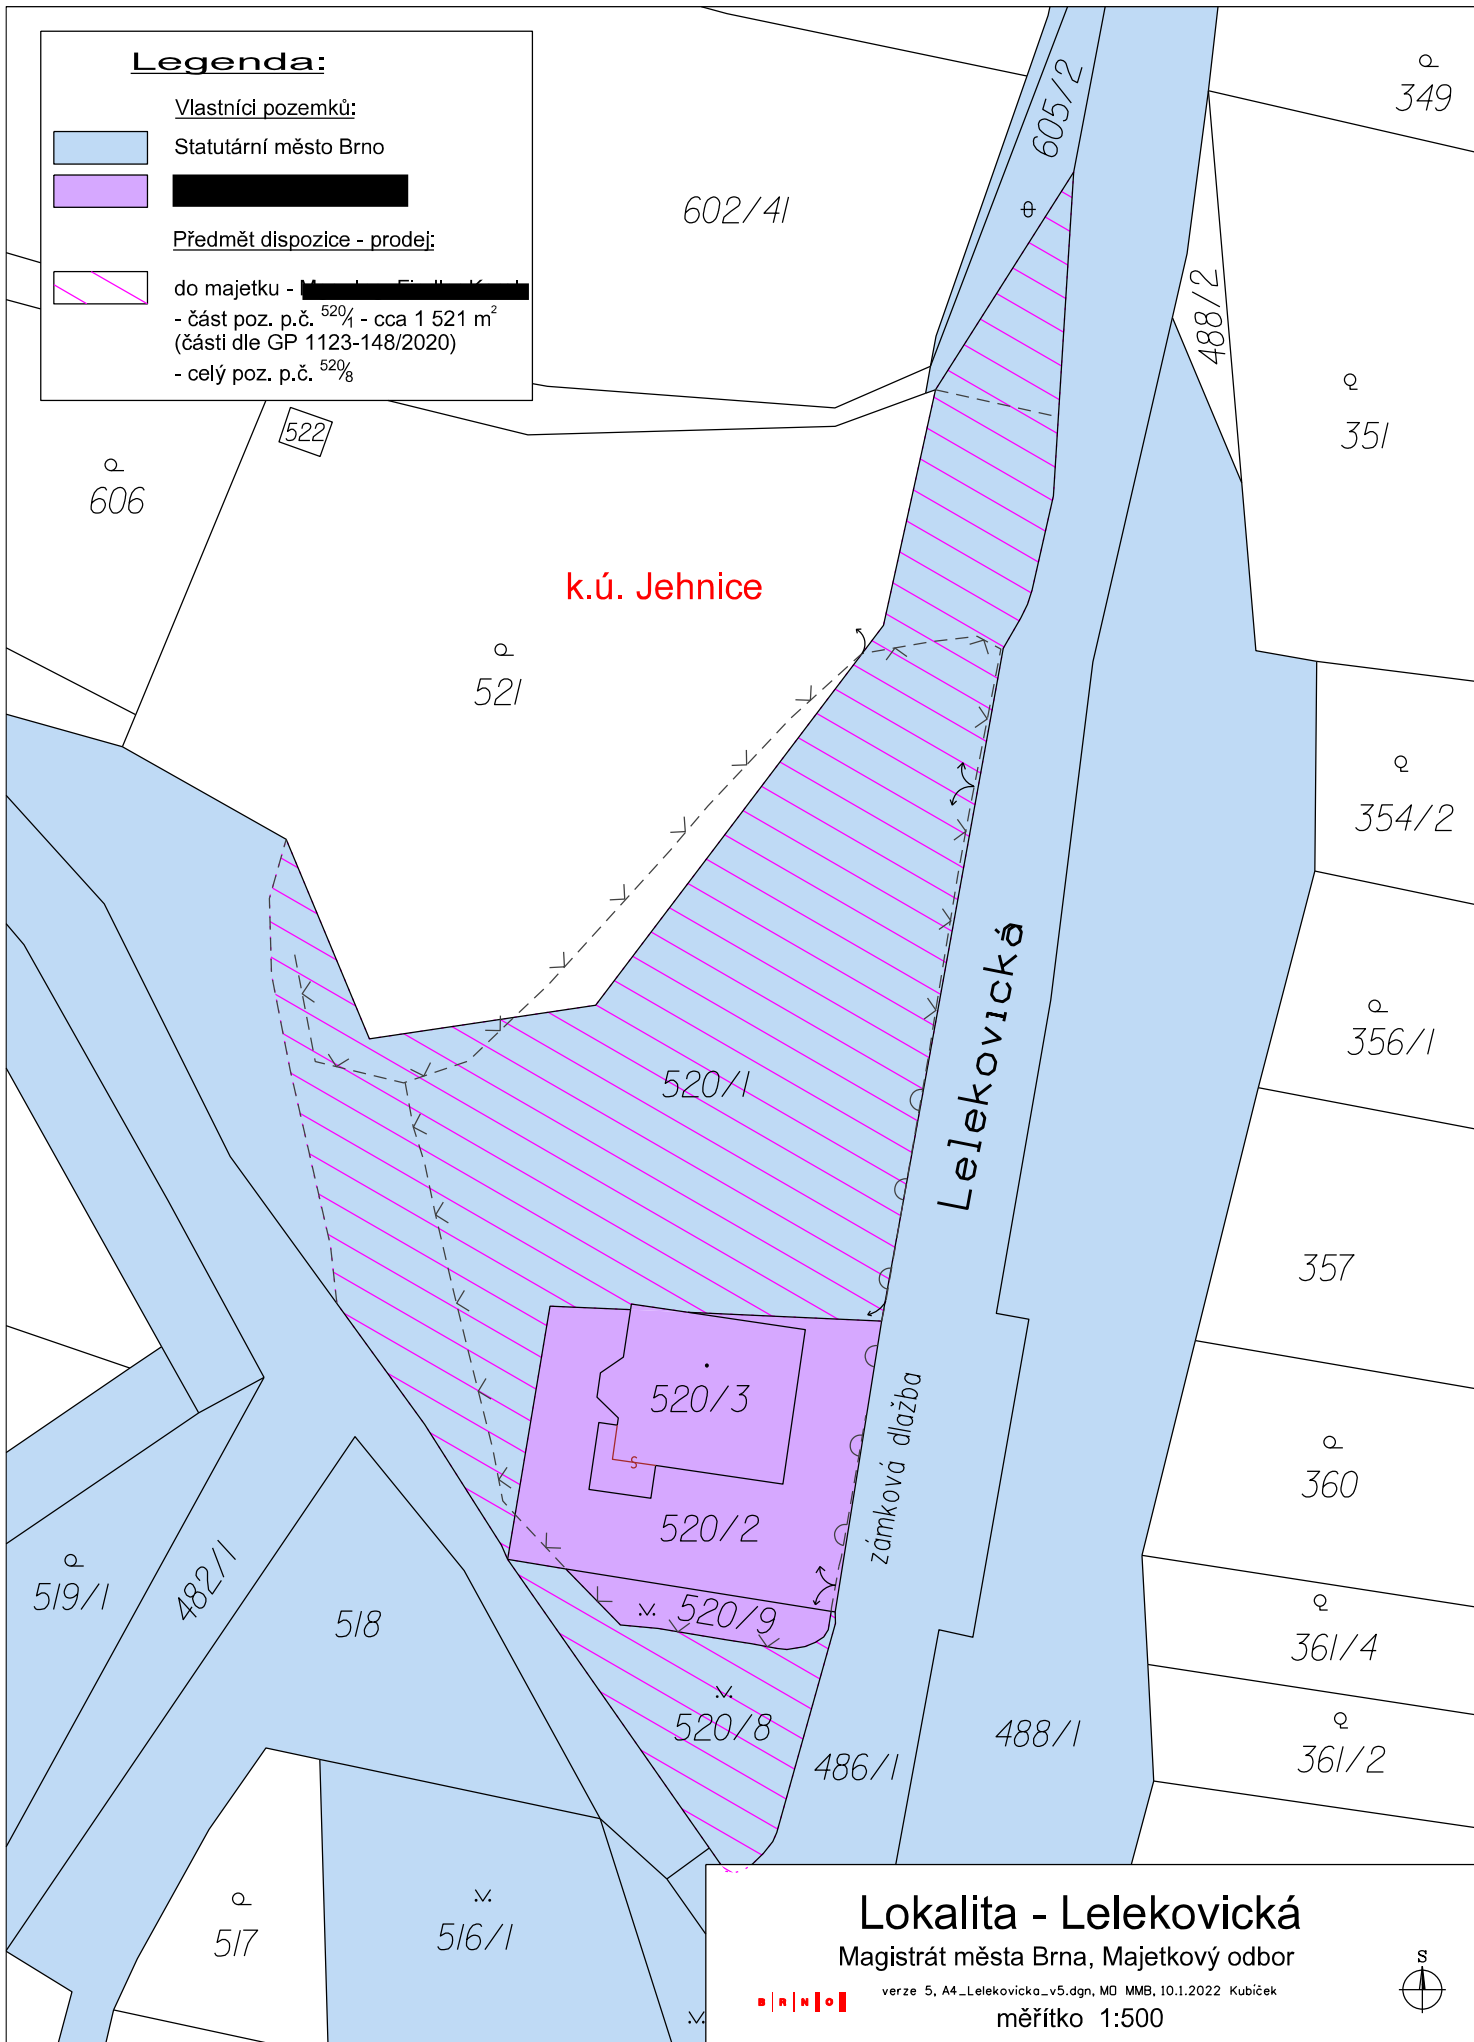 Legenda:
Vlastníci pozemků:
Statutární město Brno
Předmět dispozice - prodej:
do majetku -
- část poz. p.č. 520/1 - cca 1 521 m²
(části dle GP 1123-148/2020)
- celý poz. p.č. 520/8
605/2
349
602/41
488/2
351
522
606
k.ú. Jehnice
521
354/2
Lelekovická
356/1
520/1
357
520/3
zámková dlažba
S
360
520/2
519/1
482/1
518
520/9
361/4
520/8
486/1
488/1
361/2
517
516/1
Lokalita - Lelekovická
Magistrát města Brna, Majetkový odbor
verze 5, A4_Lelekovicka_v5.dgn, MO MMB, 10.1.2022 Kubiček
B R N O
měřítko 1:500
S